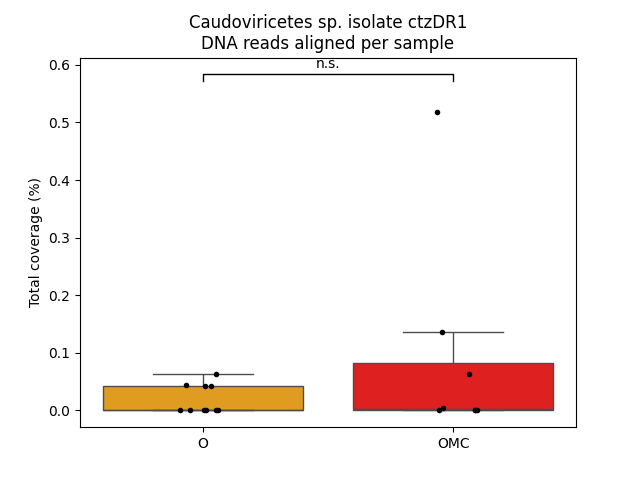 Caudoviricetes sp. isolate ctzDR1
DNA reads aligned per sample
n.s.
0.6
0.5
0.4
0.3
0.2
0.1
0.0
Total coverage (%)
O
OMC